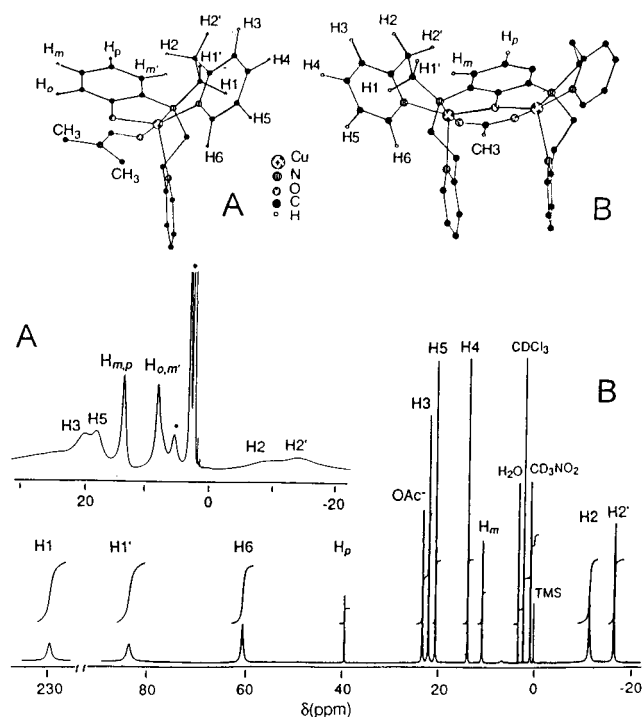 H2' H3
Hm Hp H2 H1' H4
Hm'
Ho H1
H5
CH3 H6
CH3
A
Cu
N
O
C
H
H2 H2'
H3 Hp
Hm
H4 H1'
H1
H5 H6 CH3
B
A
H3 H5 Hm,p Ho,m' H2 H2'
20 0 -20
B
H1 H1' H6 Hp OAc⁻ H3 H5 H4 Hm H2O CDCl3 CD3NO2 TMS H2 H2'
230 80 60 40 20 0 -20
δ(ppm)